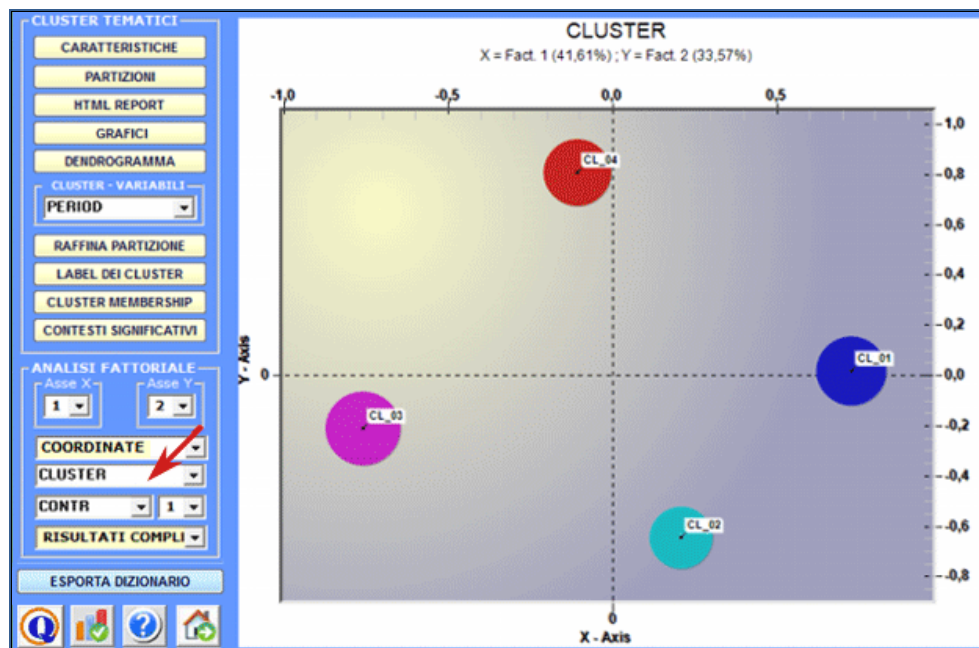 CLUSTER TEMATICI
CARATTERISTICHE
PARTIZIONI
HTML REPORT
GRAFICI
DENDROGRAMMA
CLUSTER - VARIABILI
PERIOD
RAFFINA PARTIZIONE
LABEL DEI CLUSTER
CLUSTER MEMBERSHIP
CONTESTI SIGNIFICATIVI
ANALISI FATTORIALE
Asse X Asse Y
1 2
COORDINATE
CLUSTER
CONTR 1
RISULTATI COMPLI
ESPORTA DIZIONARIO
Q ?
CLUSTER
X = Fact. 1 (41,61%) ; Y = Fact. 2 (33,57%)
-1,0 -0,5 0,0 0,5
1,0
CL_04
0,8
0,6
0,4
0,2
Y - Axis
0
CL_01
0,0
CL_03
-0,2
-0,4
CL_02
-0,6
-0,8
0
X - Axis